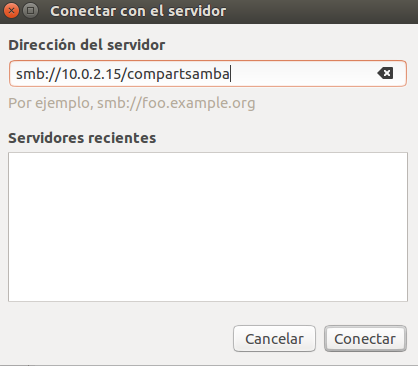 Conectar con el servidor
Dirección del servidor
smb://10.0.2.15/compartsamba
Por ejemplo, smb://foo.example.org
Servidores recientes
Cancelar
Conectar